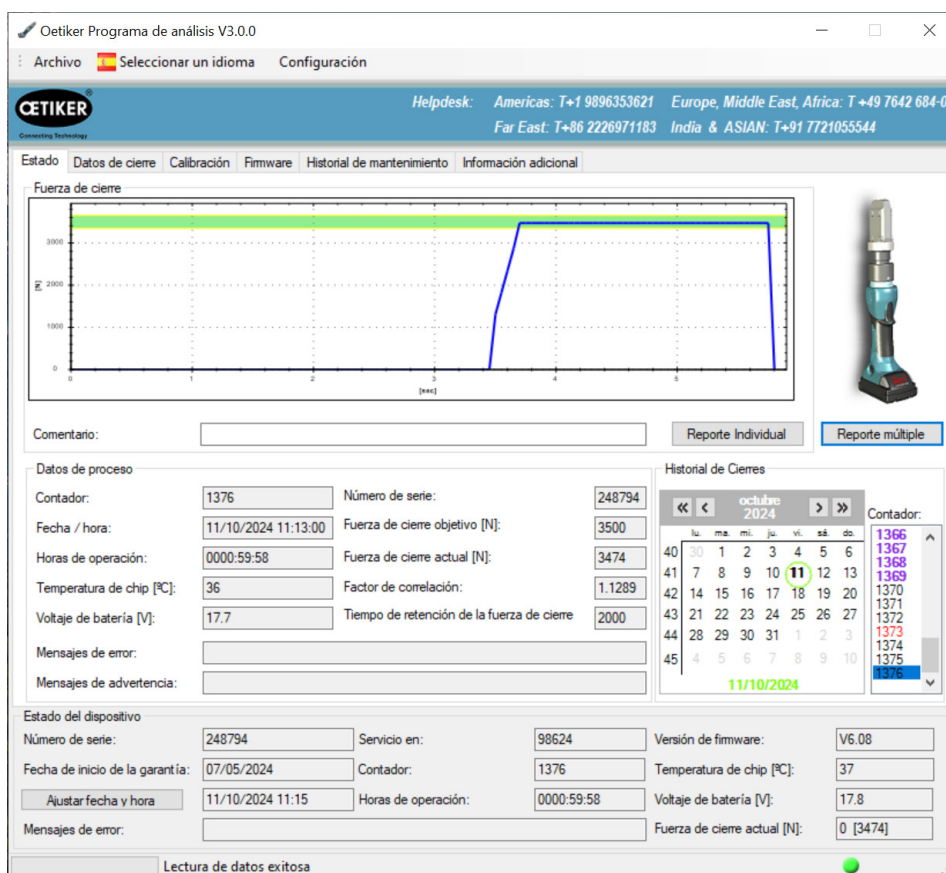 Oetiker Programa de análisis V3.0.0
Archivo Seleccionar un idioma Configuración
ŒTIKER ®
Connecting Technology
Helpdesk: Americas: T+1 9896353621 Europe, Middle East, Africa: T +49 7642 684-0
Far East: T+86 2226971183 India & ASIAN: T+91 7721055544
Estado Datos de cierre Calibración Firmware Historial de mantenimiento Información adicional
Fuerza de cierre
3000
2000
1000
0
[N]
0 1 2 3 4 5
[sec]
Comentario: Reporte Individual Reporte múltiple
Datos de proceso
Contador: 1376 Número de serie: 248794
Fecha / hora: 11/10/2024 11:13:00 Fuerza de cierre objetivo [N]: 3500
Horas de operación: 0000:59:58 Fuerza de cierre actual [N]: 3474
Temperatura de chip [ºC]: 36 Factor de correlación: 1.1289
Voltaje de batería [V]: 17.7 Tiempo de retención de la fuerza de cierre 2000
Mensajes de error:
Mensajes de advertencia:
Historial de Cierres
octubre
2024
lu. ma. mi. ju. vi. sá. do.
40 30 1 2 3 4 5 6
41 7 8 9 10 11 12 13
42 14 15 16 17 18 19 20
43 21 22 23 24 25 26 27
44 28 29 30 31 1 2 3
45 4 5 6 7 8 9 10
11/10/2024
Contador:
1366
1367
1368
1369
1370
1371
1372
1373
1374
1375
1376
Estado del dispositivo
Número de serie: 248794 Servicio en: 98624 Versión de firmware: V6.08
Fecha de inicio de la garantía: 07/05/2024 Contador: 1376 Temperatura de chip [ºC]: 37
Ajustar fecha y hora 11/10/2024 11:15 Horas de operación: 0000:59:58 Voltaje de batería [V]: 17.8
Mensajes de error: Fuerza de cierre actual [N]: 0 [3474]
Lectura de datos exitosa